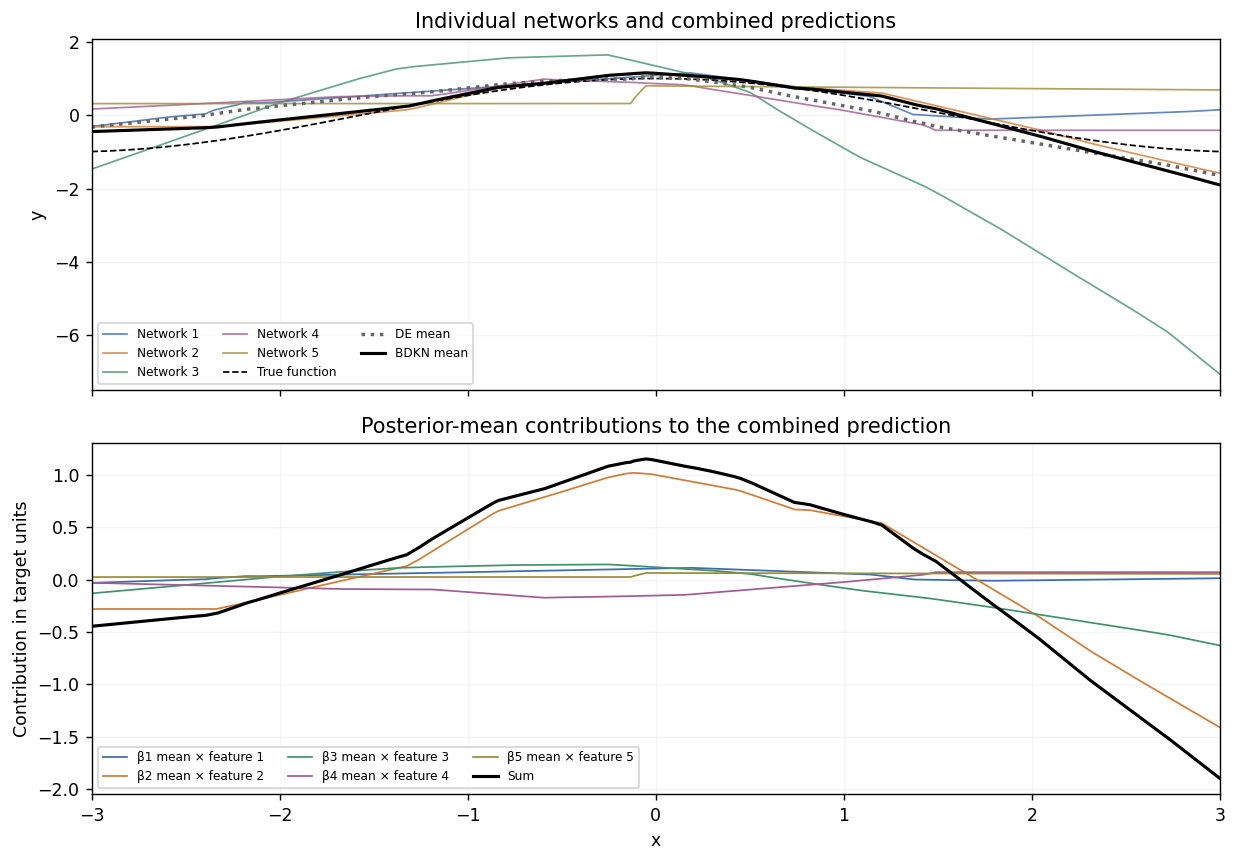 Individual networks and combined predictions
2
0
−2
−4
−6
y
Network 1
Network 2
Network 3
Network 4
Network 5
True function
DE mean
BDKN mean
Posterior-mean contributions to the combined prediction
1.0
0.5
0.0
−0.5
−1.0
−1.5
−2.0
Contribution in target units
β1 mean × feature 1
β2 mean × feature 2
β3 mean × feature 3
β4 mean × feature 4
β5 mean × feature 5
Sum
−3 −2 −1 0 1 2 3
x